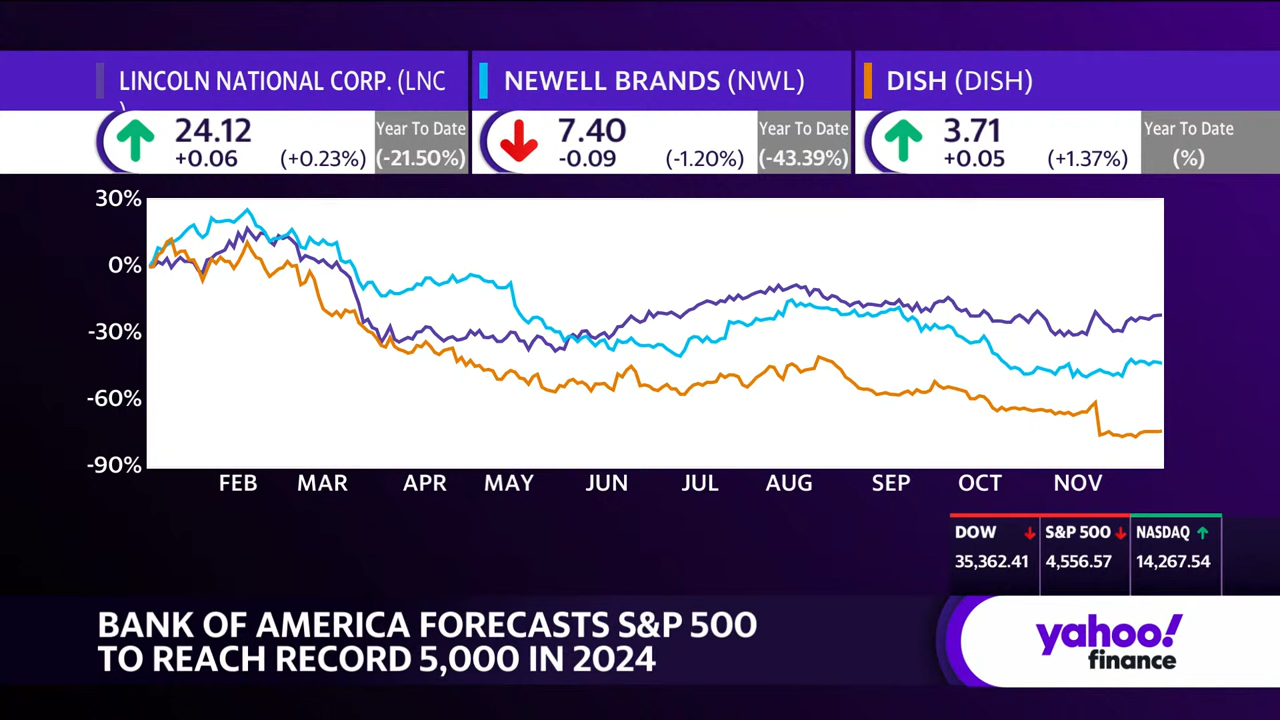 LINCOLN NATIONAL CORP. (LNC
)
24.12
+0.06 (+0.23%)
Year To Date
(-21.50%)
NEWELL BRANDS (NWL)
7.40
-0.09 (-1.20%)
Year To Date
(-43.39%)
DISH (DISH)
3.71
+0.05 (+1.37%)
Year To Date
(%)
30%
0%
-30%
-60%
-90%
FEB MAR APR MAY JUN JUL AUG SEP OCT NOV
DOW
35,362.41
S&P 500
4,556.57
NASDAQ
14,267.54
BANK OF AMERICA FORECASTS S&P 500
TO REACH RECORD 5,000 IN 2024
yahoo!
finance